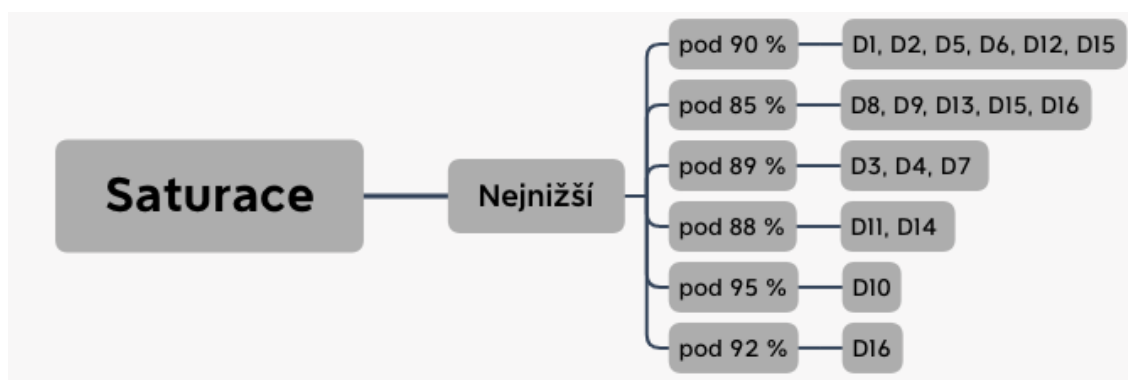 Saturace
Nejnižší
pod 90 %
D1, D2, D5, D6, D12, D15
pod 85 %
D8, D9, D13, D15, D16
pod 89 %
D3, D4, D7
pod 88 %
D11, D14
pod 95 %
D10
pod 92 %
D16